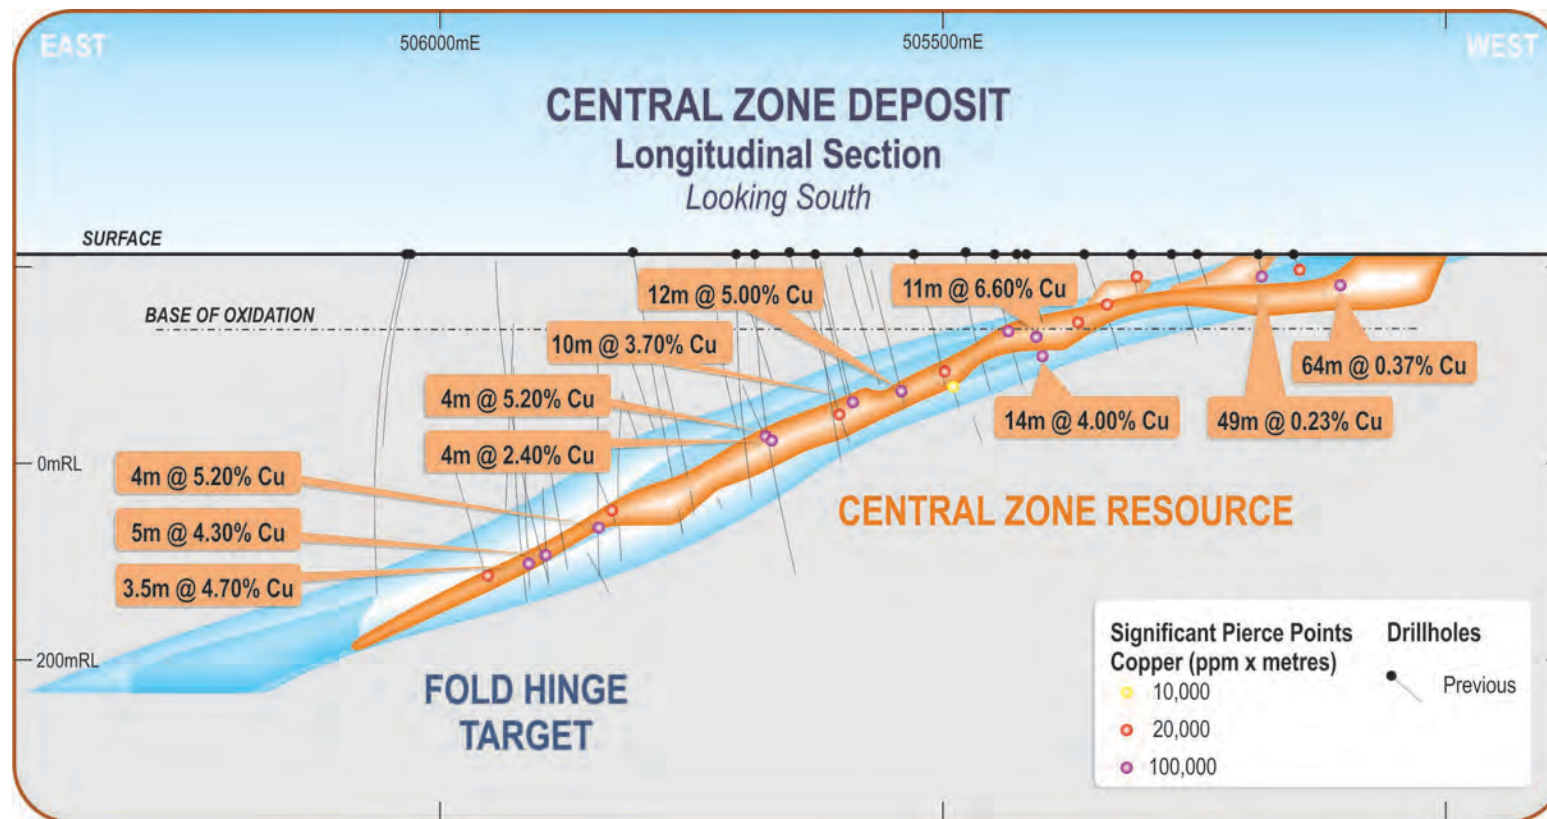 EAST
506000mE
505500mE
WEST
CENTRAL ZONE DEPOSIT
Longitudinal Section
Looking South
SURFACE
BASE OF OXIDATION
12m @ 5.00% Cu
11m @ 6.60% Cu
10m @ 3.70% Cu
64m @ 0.37% Cu
4m @ 5.20% Cu
14m @ 4.00% Cu
49m @ 0.23% Cu
4m @ 2.40% Cu
0mRL
4m @ 5.20% Cu
CENTRAL ZONE RESOURCE
5m @ 4.30% Cu
3.5m @ 4.70% Cu
200mRL
FOLD HINGE
TARGET
Significant Pierce Points
Copper (ppm x metres)
10,000
20,000
100,000
Drillholes
Previous